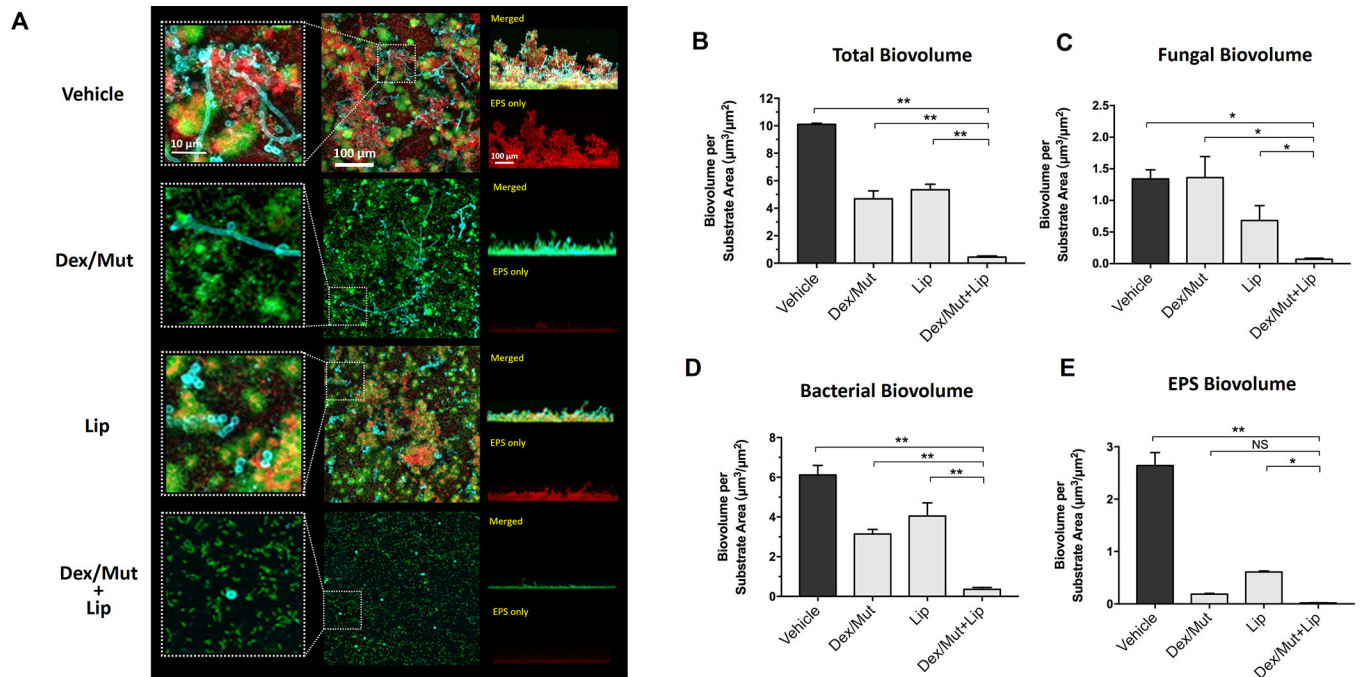 A
Vehicle
10 µm
100 µm
Merged
EPS only
100 µm
Dex/Mut
Merged
EPS only
Lip
Merged
EPS only
Dex/Mut
+
Lip
Merged
EPS only
B
Total Biovolume
Biovolume per
Substrate Area (µm³/µm²)
10
8
6
4
2
0
**
**
**
Vehicle
Dex/Mut
Lip
Dex/Mut+Lip
C
Fungal Biovolume
Biovolume per
Substrate Area (µm³/µm²)
2.5
2.0
1.5
1.0
0.5
0.0
*
*
*
Vehicle
Dex/Mut
Lip
Dex/Mut+Lip
D
Bacterial Biovolume
Biovolume per
Substrate Area (µm³/µm²)
8
6
4
2
0
**
**
**
Vehicle
Dex/Mut
Lip
Dex/Mut+Lip
E
EPS Biovolume
Biovolume per
Substrate Area (µm³/µm²)
3
2
1
0
**
NS
*
Vehicle
Dex/Mut
Lip
Dex/Mut+Lip